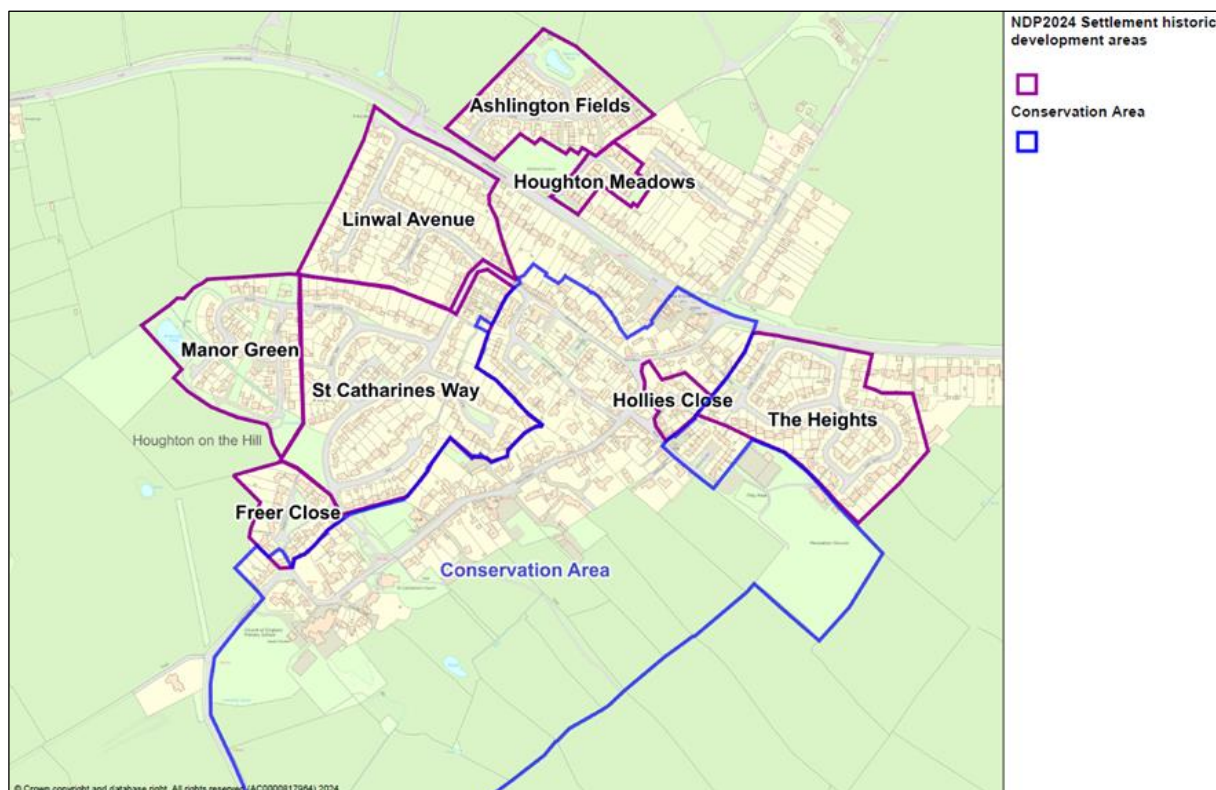 NDP2024 Settlement historic
development areas
Conservation Area
Ashlington Fields
Houghton Meadows
Linwal Avenue
Manor Green
St Catharines Way
Hollies Close
The Heights
Houghton on the Hill
Freer Close
Conservation Area
© Crown copyright and database right. All rights reserved (AC0000817964) 2024